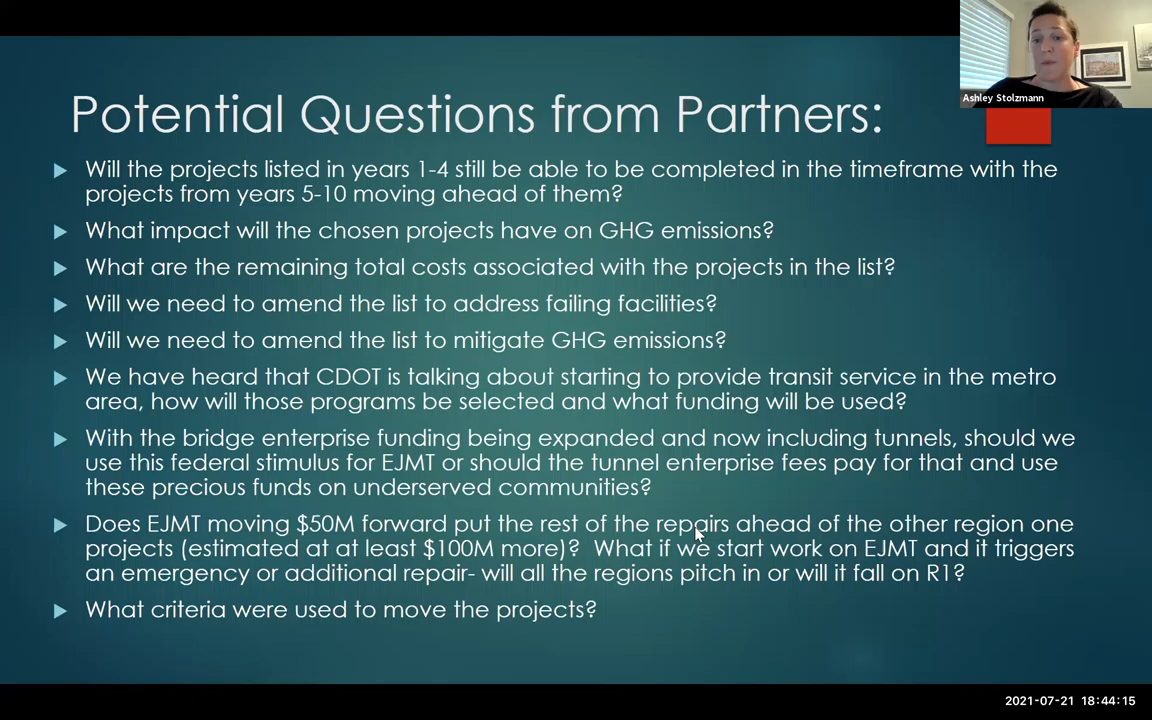 Potential Questions from Partners:
Ashley Stolzmann
Will the projects listed in years 1-4 still be able to be completed in the timeframe with the
projects from years 5-10 moving ahead of them?
What impact will the chosen projects have on GHG emissions?
What are the remaining total costs associated with the projects in the list?
Will we need to amend the list to address failing facilities?
Will we need to amend the list to mitigate GHG emissions?
We have heard that CDOT is talking about starting to provide transit service in the metro
area, how will those programs be selected and what funding will be used?
With the bridge enterprise funding being expanded and now including tunnels, should we
use this federal stimulus for EJMT or should the tunnel enterprise fees pay for that and use
these precious funds on underserved communities?
Does EJMT moving $50M forward put the rest of the repairs ahead of the other region one
projects (estimated at at least $100M more)? What if we start work on EJMT and it triggers
an emergency or additional repair- will all the regions pitch in or will it fall on R1?
What criteria were used to move the projects?
2021-07-21 18:44:15